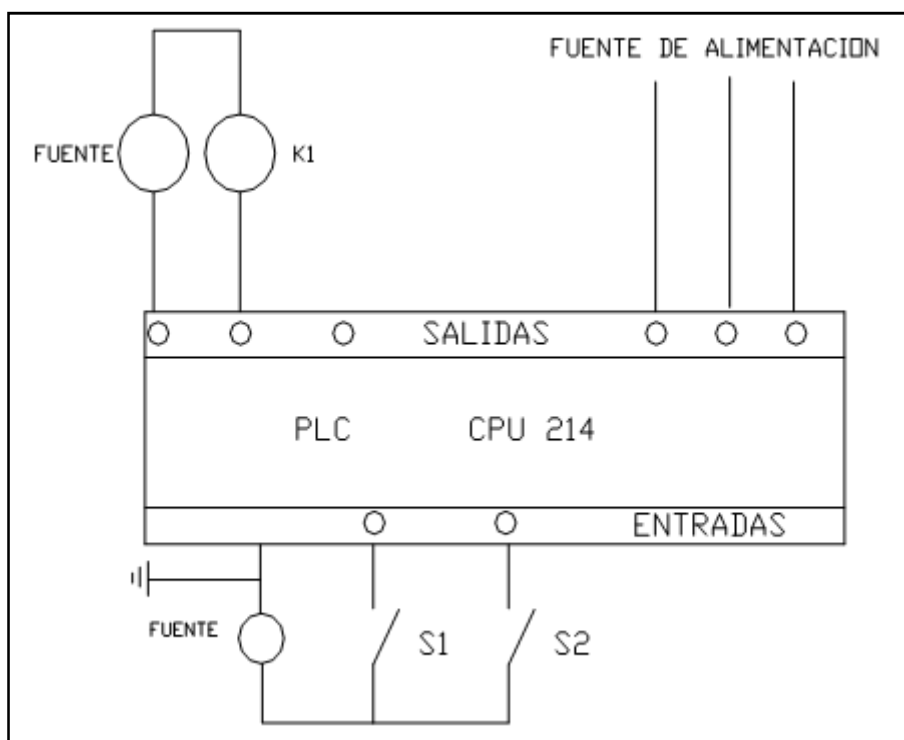 FUENTE DE ALIMENTACION
FUENTE
K1
SALIDAS
PLC CPU 214
ENTRADAS
FUENTE
S1
S2